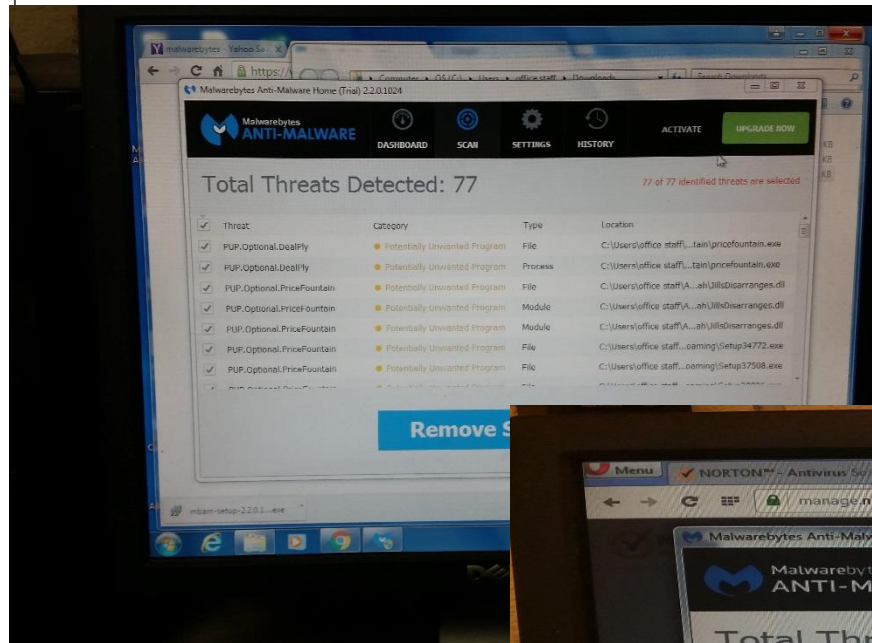 malwarebytes - Yahoo Se
https://
Computer ▸ OS (C:) ▸ Users ▸ office staff ▸ Downloads
Search Downloads
Malwarebytes Anti-Malware Home (Trial) 2.2.0.1024
Malwarebytes
ANTI-MALWARE
DASHBOARD SCAN SETTINGS HISTORY ACTIVATE UPGRADE NOW
KB
KB
KB
Total Threats Detected: 77
77 of 77 identified threats are selected
Threat Category Type Location
PUP.Optional.DealPly Potentially Unwanted Program File C:\Users\office staff\...tain\pricefountain.exe
PUP.Optional.DealPly Potentially Unwanted Program Process C:\Users\office staff\...tain\pricefountain.exe
PUP.Optional.PriceFountain Potentially Unwanted Program File C:\Users\office staff\A...ah\JillsDisarranges.dll
PUP.Optional.PriceFountain Potentially Unwanted Program Module C:\Users\office staff\A...ah\JillsDisarranges.dll
PUP.Optional.PriceFountain Potentially Unwanted Program Module C:\Users\office staff\A...ah\JillsDisarranges.dll
PUP.Optional.PriceFountain Potentially Unwanted Program File C:\Users\office staff...oaming\Setup34772.exe
PUP.Optional.PriceFountain Potentially Unwanted Program File C:\Users\office staff...oaming\Setup37508.exe
Remove S
mbam-setup-2.2.0.1...exe
Menu NORTON™ - Antivirus So
manage.n
Malwarebytes Anti-Malw
Malwareby
ANTI-M
Total Thr